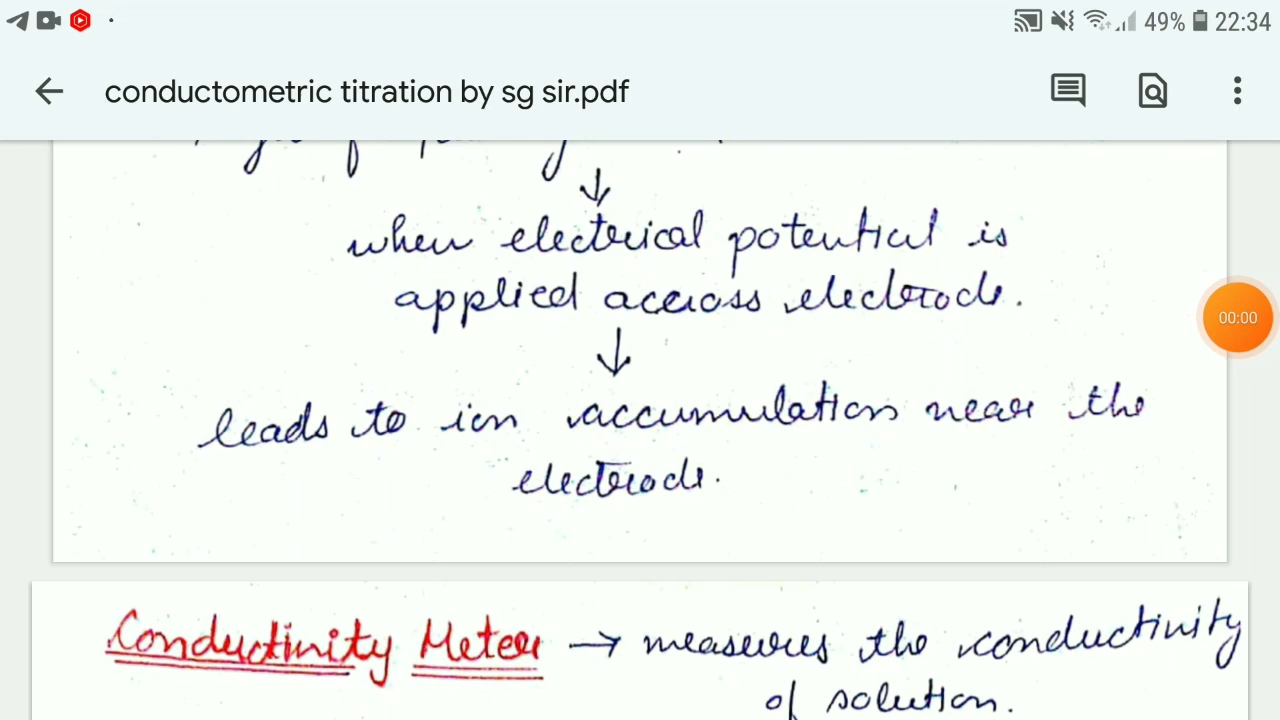 49% 22:34
conductometric titration by sg sir.pdf
when electrical potential is
applied across electrode.
00:00
leads to ion accumulation near the
electrode.
Conductivity Meter → measures the conductivity
of solution.